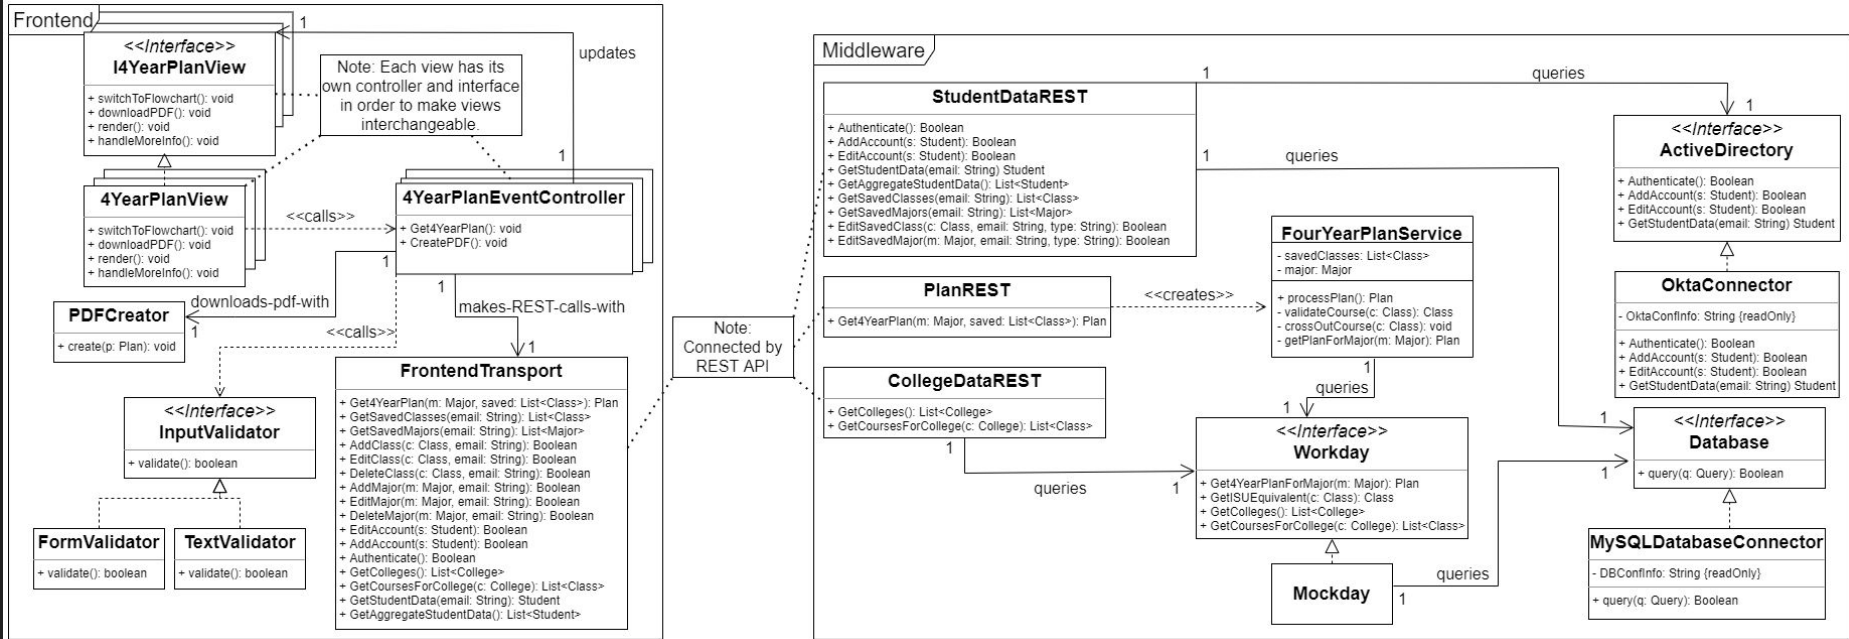 Frontend
<<Interface>>
I4YearPlanView
+ switchToFlowchart(): void
+ downloadPDF(): void
+ render(): void
+ handleMoreInfo(): void
1
updates
Note: Each view has its
own controller and interface
in order to make views
interchangeable.
4YearPlanView
+ switchToFlowchart(): void
+ downloadPDF(): void
+ render(): void
+ handleMoreInfo(): void
<<calls>>
1
4YearPlanEventController
+ Get4YearPlan(): void
+ CreatePDF(): void
1
downloads-pdf-with
1
1
makes-REST-calls-with
1
<<calls>>
PDFCreator
+ create(p: Plan): void
<<Interface>>
InputValidator
+ validate(): boolean
FormValidator
+ validate(): boolean
TextValidator
+ validate(): boolean
FrontendTransport
+ Get4YearPlan(m: Major, saved: List<Class>): Plan
+ GetSavedClasses(email: String): List<Class>
+ GetSavedMajors(email: String): List<Major>
+ AddClass(c: Class, email: String): Boolean
+ EditClass(c: Class, email: String): Boolean
+ DeleteClass(c: Class, email: String): Boolean
+ AddMajor(m: Major, email: String): Boolean
+ EditMajor(m: Major, email: String): Boolean
+ DeleteMajor(m: Major, email: String): Boolean
+ EditAccount(s: Student): Boolean
+ AddAccount(s: Student): Boolean
+ Authenticate(): Boolean
+ GetColleges(): List<College>
+ GetCoursesForCollege(c: College): List<Class>
+ GetStudentData(email: String): Student
+ GetAggregateStudentData(): List<Student>
Note:
Connected by
REST API
Middleware
StudentDataREST
+ Authenticate(): Boolean
+ AddAccount(s: Student): Boolean
+ EditAccount(s: Student): Boolean
+ GetStudentData(email: String) Student
+ GetAggregateStudentData(): List<Student>
+ GetSavedClasses(email: String): List<Class>
+ GetSavedMajors(email: String): List<Major>
+ EditSavedClass(c: Class, email: String, type: String): Boolean
+ EditSavedMajor(m: Major, email: String, type: String): Boolean
1
queries
1
1
queries
1
PlanREST
+ Get4YearPlan(m: Major, saved: List<Class>): Plan
<<creates>>
FourYearPlanService
- savedClasses: List<Class>
- major: Major
+ processPlan(): Plan
- validateCourse(c: Class): Class
- crossOutCourse(c: Class): void
- getPlanForMajor(m: Major): Plan
1
queries
1
CollegeDataREST
+ GetColleges(): List<College>
+ GetCoursesForCollege(c: College): List<Class>
1
queries
1
<<Interface>>
Workday
+ Get4YearPlanForMajor(m: Major): Plan
+ GetISUEquivalent(c: Class): Class
+ GetColleges(): List<College>
+ GetCoursesForCollege(c: College): List<Class>
Mockday
1
queries
1
<<Interface>>
ActiveDirectory
+ Authenticate(): Boolean
+ AddAccount(s: Student): Boolean
+ EditAccount(s: Student): Boolean
+ GetStudentData(email: String) Student
OktaConnector
- OktaConfInfo: String {readOnly}
+ Authenticate(): Boolean
+ AddAccount(s: Student): Boolean
+ EditAccount(s: Student): Boolean
+ GetStudentData(email: String) Student
<<Interface>>
Database
+ query(q: Query): Boolean
MySQLDatabaseConnector
- DBConfInfo: String {readOnly}
+ query(q: Query): Boolean